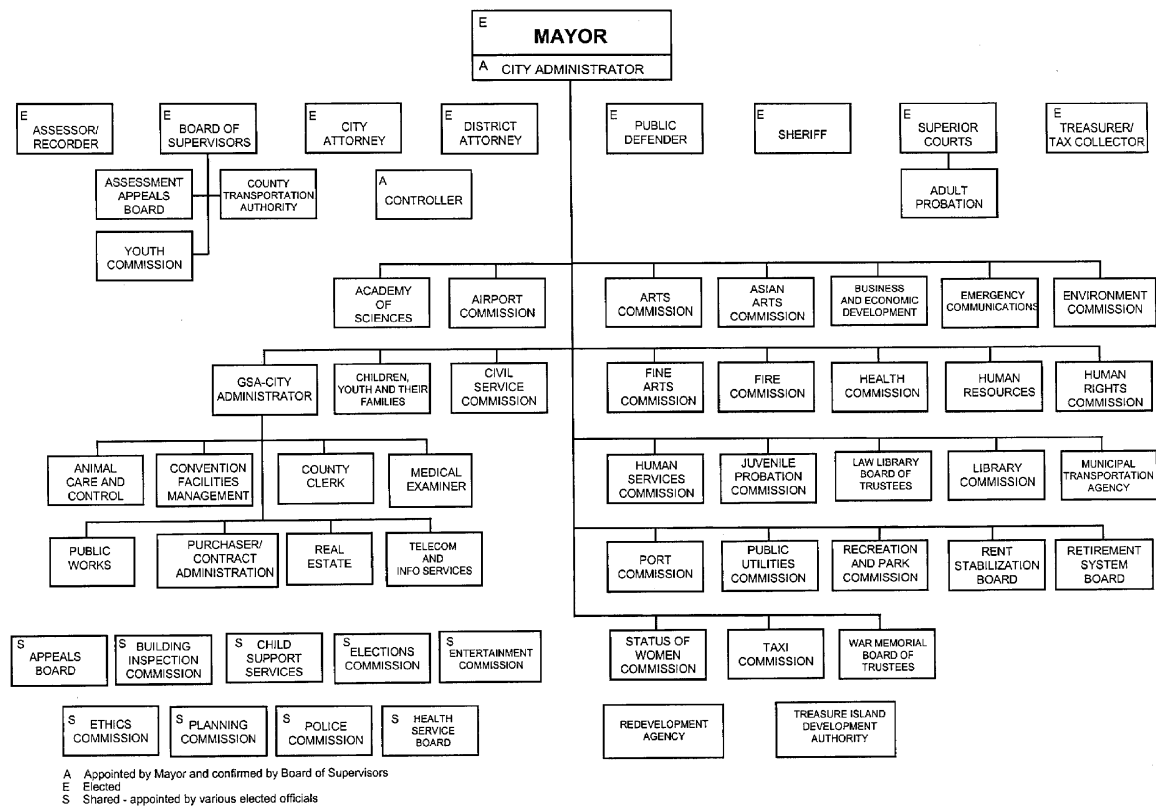 E
MAYOR
A CITY ADMINISTRATOR
E
ASSESSOR/
RECORDER
E
BOARD OF
SUPERVISORS
E
CITY
ATTORNEY
E
DISTRICT
ATTORNEY
E
PUBLIC
DEFENDER
E
SHERIFF
E
SUPERIOR
COURTS
E
TREASURER/
TAX COLLECTOR
ASSESSMENT
APPEALS
BOARD
COUNTY
TRANSPORTATION
AUTHORITY
A
CONTROLLER
ADULT
PROBATION
YOUTH
COMMISSION
ACADEMY
OF
SCIENCES
AIRPORT
COMMISSION
ARTS
COMMISSION
ASIAN
ARTS
COMMISSION
BUSINESS
AND ECONOMIC
DEVELOPMENT
EMERGENCY
COMMUNICATIONS
ENVIRONMENT
COMMISSION
GSA-CITY
ADMINISTRATOR
CHILDREN,
YOUTH AND THEIR
FAMILIES
CIVIL
SERVICE
COMMISSION
FINE
ARTS
COMMISSION
FIRE
COMMISSION
HEALTH
COMMISSION
HUMAN
RESOURCES
HUMAN
RIGHTS
COMMISSION
ANIMAL
CARE AND
CONTROL
CONVENTION
FACILITIES
MANAGEMENT
COUNTY
CLERK
MEDICAL
EXAMINER
HUMAN
SERVICES
COMMISSION
JUVENILE
PROBATION
COMMISSION
LAW LIBRARY
BOARD OF
TRUSTEES
LIBRARY
COMMISSION
MUNICIPAL
TRANSPORTATION
AGENCY
PUBLIC
WORKS
PURCHASER/
CONTRACT
ADMINISTRATION
REAL
ESTATE
TELECOM
AND
INFO SERVICES
PORT
COMMISSION
PUBLIC
UTILITIES
COMMISSION
RECREATION
AND PARK
COMMISSION
RENT
STABILIZATION
BOARD
RETIREMENT
SYSTEM
BOARD
S
APPEALS
BOARD
S
BUILDING
INSPECTION
COMMISSION
S
CHILD
SUPPORT
SERVICES
S
ELECTIONS
COMMISSION
S
ENTERTAINMENT
COMMISSION
STATUS OF
WOMEN
COMMISSION
TAXI
COMMISSION
WAR MEMORIAL
BOARD OF
TRUSTEES
S
ETHICS
COMMISSION
S
PLANNING
COMMISSION
S
POLICE
COMMISSION
S
HEALTH
SERVICE
BOARD
REDEVELOPMENT
AGENCY
TREASURE ISLAND
DEVELOPMENT
AUTHORITY
A Appointed by Mayor and confirmed by Board of Supervisors
E Elected
S Shared - appointed by various elected officials